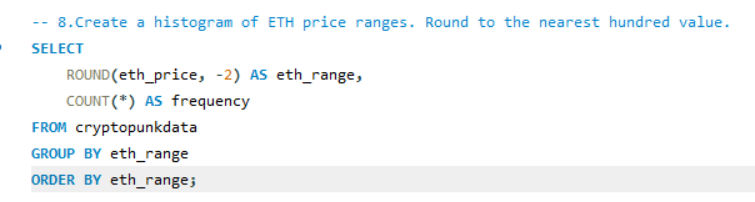 -- 8.Create a histogram of ETH price ranges. Round to the nearest hundred value.
SELECT
ROUND(eth_price, -2) AS eth_range,
COUNT(*) AS frequency
FROM cryptopunkdata
GROUP BY eth_range
ORDER BY eth_range;